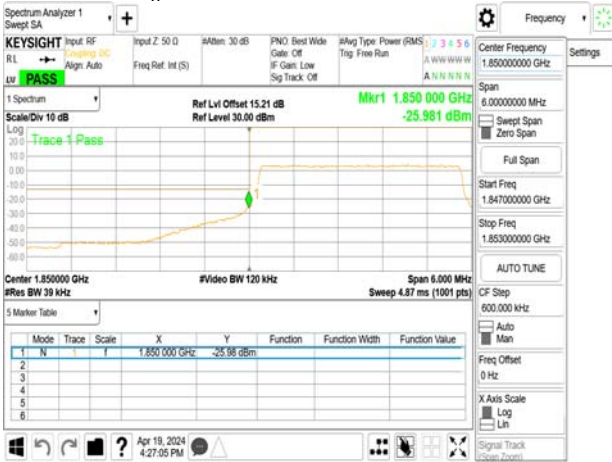 Spectrum Analyzer 1
Swept SA
Frequency
KEYSIGHT Input: RF Input Z: 50 Ω #Atten: 30 dB PNO: Best Wide #Avg Type: Power (RMS 1 2 3 4 5 6
RL Coupling: DC Gate: Off Trig: Free Run A WW WW W
Align: Auto Freq Ref: Int (S) IF Gain: Low
LW PASS Sig Track: Off A N N N N N
Center Frequency
1.850000000 GHz
Settings
Span
6.00000000 MHz
Swept Span
Zero Span
Full Span
Start Freq
1.847000000 GHz
Stop Freq
1.853000000 GHz
AUTO TUNE
CF Step
600.000 kHz
Auto
Man
Freq Offset
0 Hz
X Axis Scale
Log
Lin
Signal Track
(Span Zoom)
1 Spectrum Ref Lvl Offset 15.21 dB Mkr1 1.850 000 GHz
Scale/Div 10 dB Ref Level 30.00 dBm -25.981 dBm
Log
Trace 1 Pass
20.0
10.0
0.00
-10.0
-20.0
-30.0
-40.0
-50.0
-60.0
1
Center 1.850000 GHz #Video BW 120 kHz Span 6.000 MHz
#Res BW 39 kHz Sweep 4.87 ms (1001 pts)
5 Marker Table
Mode Trace Scale X Y Function Function Width Function Value
1 N 1 f 1.850 000 GHz -25.98 dBm
2
3
4
5
6
Apr 19, 2024
4:27:05 PM